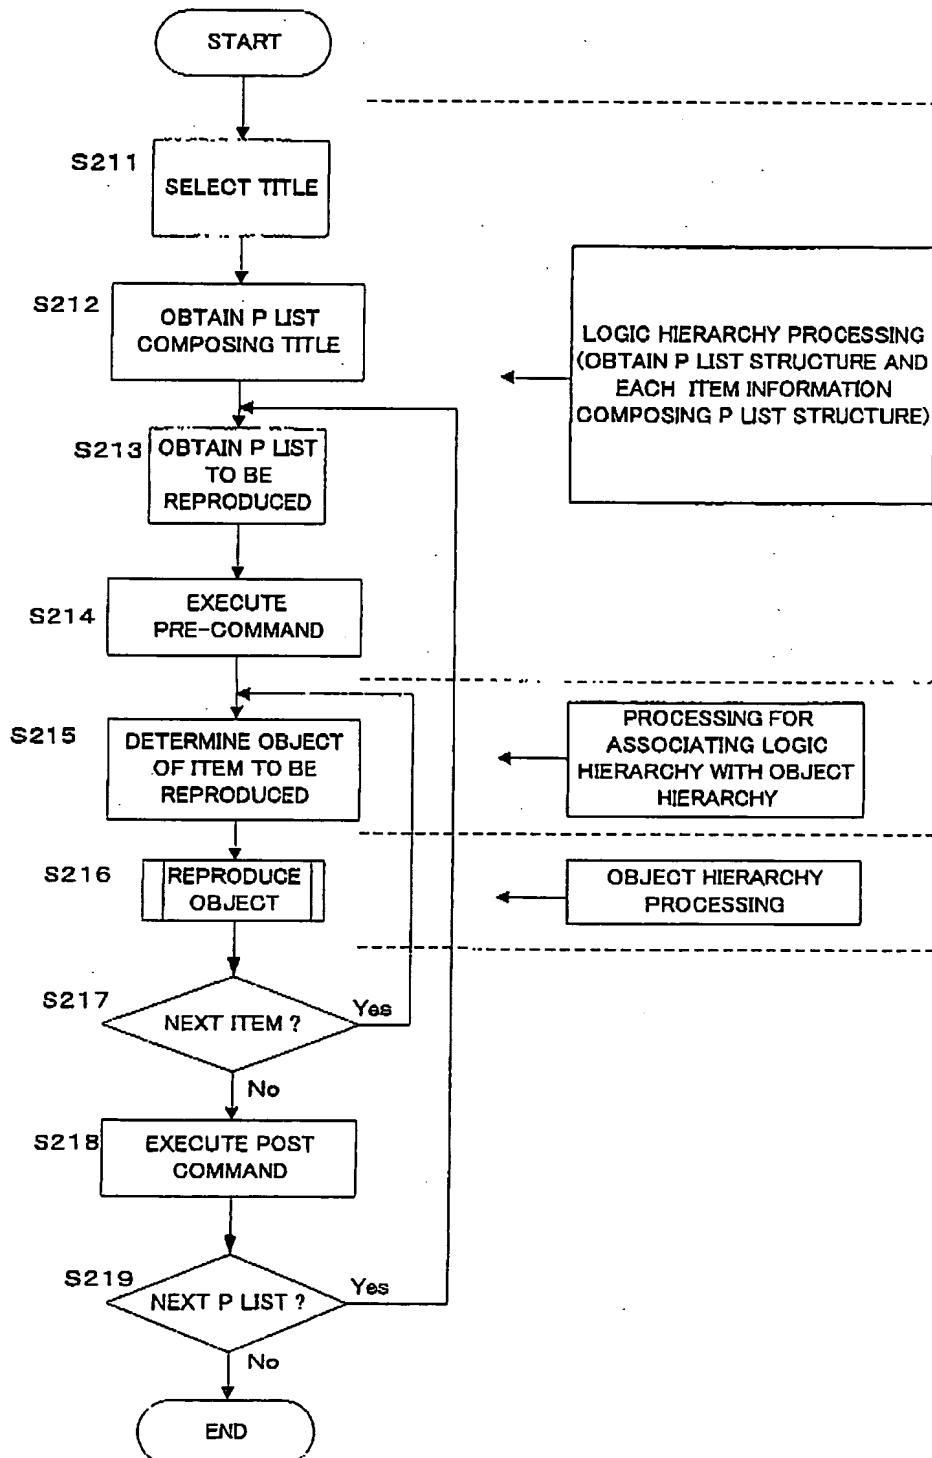 START
S211
SELECT TITLE
S212
OBTAIN P LIST
COMPOSING TITLE
LOGIC HIERARCHY PROCESSING
(OBTAIN P LIST STRUCTURE AND
EACH ITEM INFORMATION
COMPOSING P LIST STRUCTURE)
S213
OBTAIN P LIST
TO BE
REPRODUCED
S214
EXECUTE
PRE-COMMAND
S215
DETERMINE OBJECT
OF ITEM TO BE
REPRODUCED
PROCESSING FOR
ASSOCIATING LOGIC
HIERARCHY WITH OBJECT
HIERARCHY
S216
REPRODUCE
OBJECT
OBJECT HIERARCHY
PROCESSING
S217
NEXT ITEM ?
Yes
No
S218
EXECUTE POST
COMMAND
S219
NEXT P LIST ?
Yes
No
END